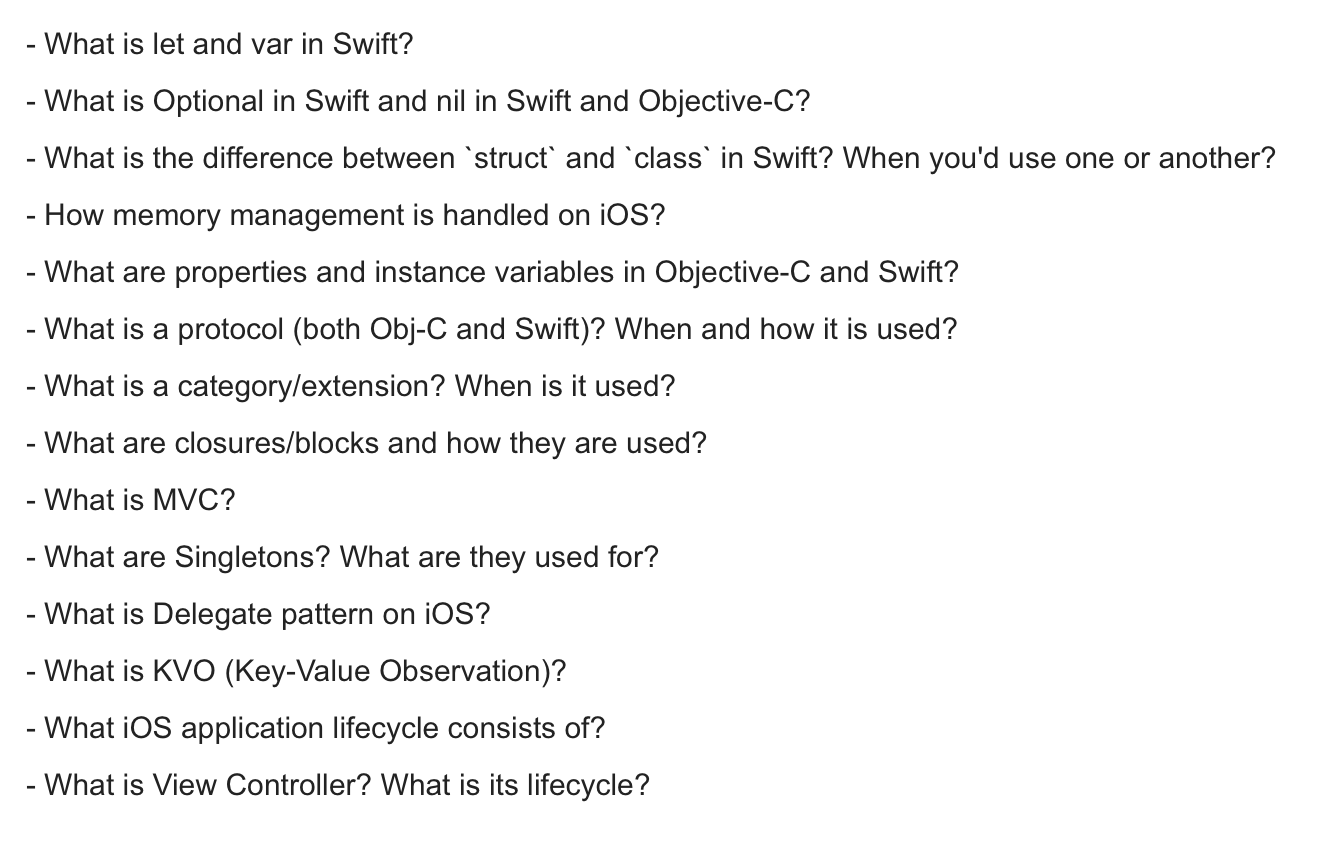 - What is let and var in Swift?
- What is Optional in Swift and nil in Swift and Objective-C?
- What is the difference between `struct` and `class` in Swift? When you'd use one or another?
- How memory management is handled on iOS?
- What are properties and instance variables in Objective-C and Swift?
- What is a protocol (both Obj-C and Swift)? When and how it is used?
- What is a category/extension? When is it used?
- What are closures/blocks and how they are used?
- What is MVC?
- What are Singletons? What are they used for?
- What is Delegate pattern on iOS?
- What is KVO (Key-Value Observation)?
- What iOS application lifecycle consists of?
- What is View Controller? What is its lifecycle?